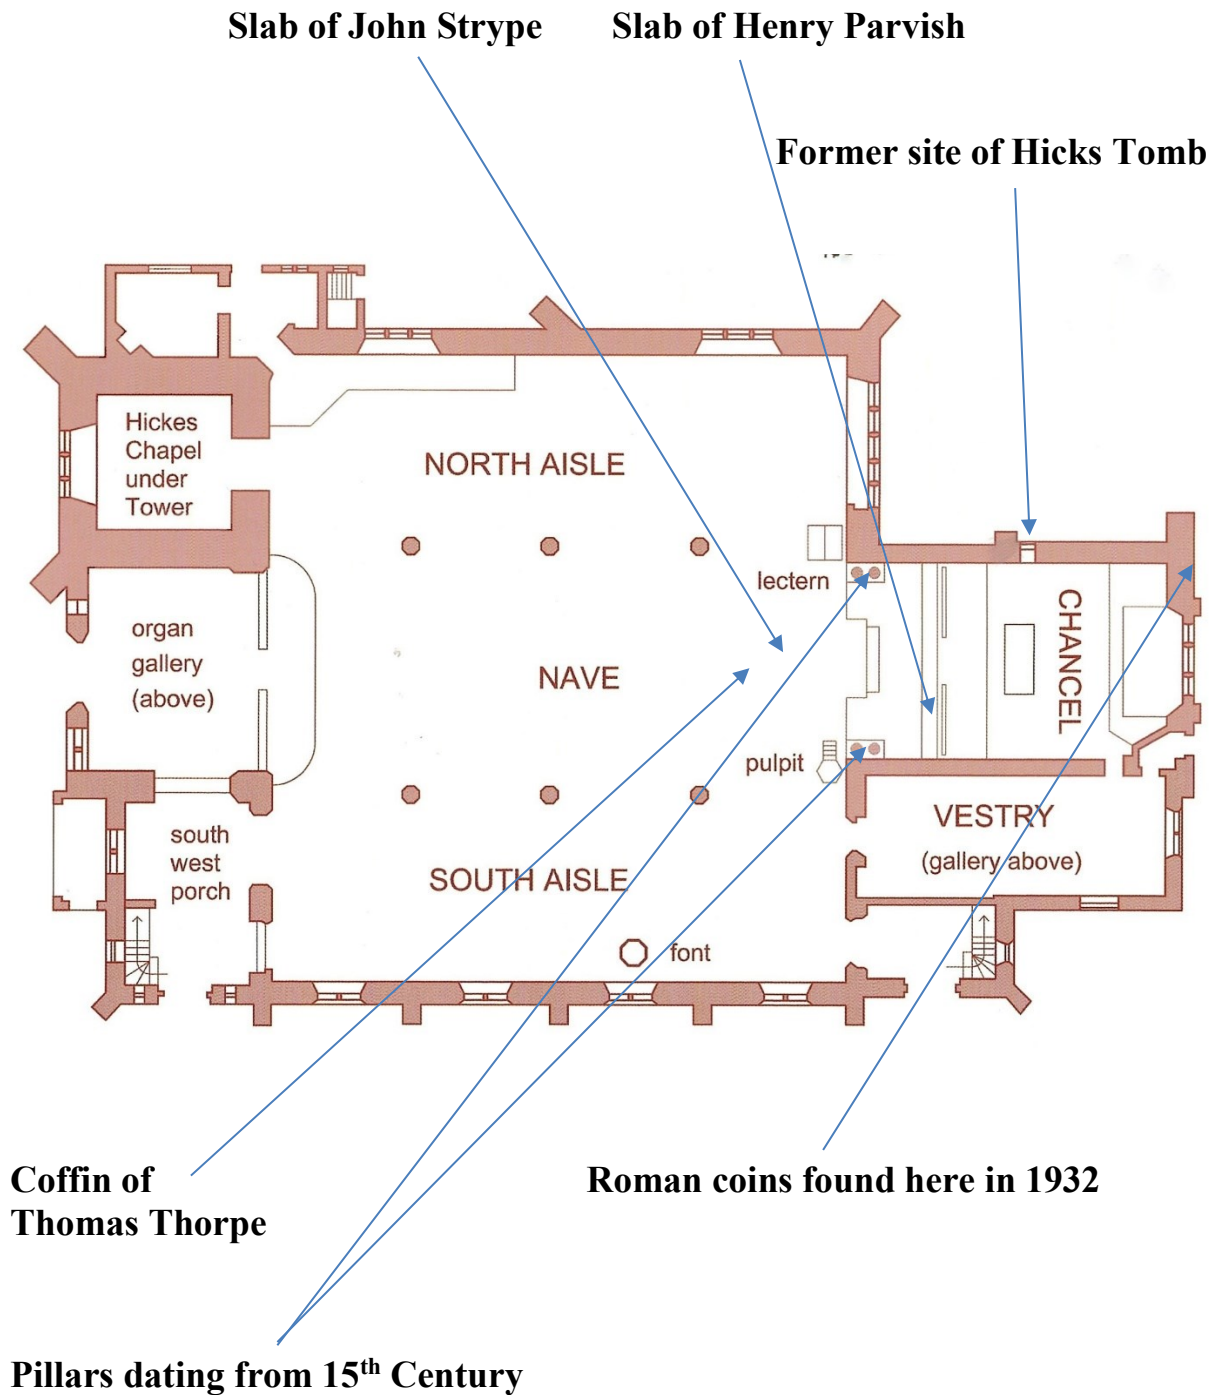 Slab of John Strype
Slab of Henry Parvish
Former site of Hicks Tomb
Hickes
Chapel
under
Tower
NORTH AISLE
lectern
CHANCEL
organ
gallery
(above)
NAVE
pulpit
south
west
porch
VESTRY
(gallery above)
SOUTH AISLE
font
Coffin of
Thomas Thorpe
Roman coins found here in 1932
Pillars dating from 15th Century